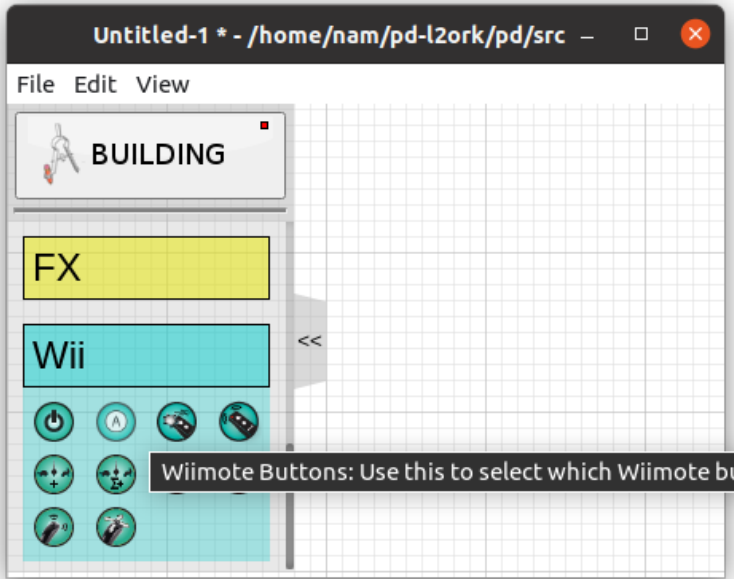 Untitled-1 * - /home/nam/pd-l2ork/pd/src
File Edit View
BUILDING
FX
Wii
<<
A
Wiimote Buttons: Use this to select which Wiimote bu
+
Σ+